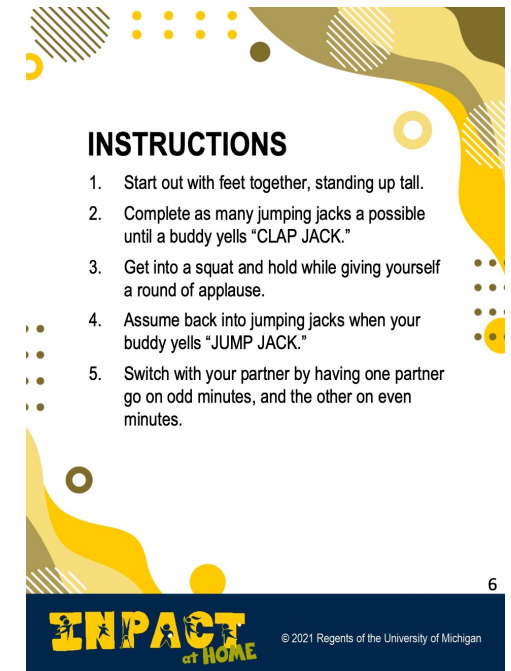 INSTRUCTIONS
1. Start out with feet together, standing up tall.
2. Complete as many jumping jacks a possible
until a buddy yells “CLAP JACK.”
3. Get into a squat and hold while giving yourself
a round of applause.
4. Assume back into jumping jacks when your
buddy yells “JUMP JACK.”
5. Switch with your partner by having one partner
go on odd minutes, and the other on even
minutes.
6
INPACT
at HOME
© 2021 Regents of the University of Michigan